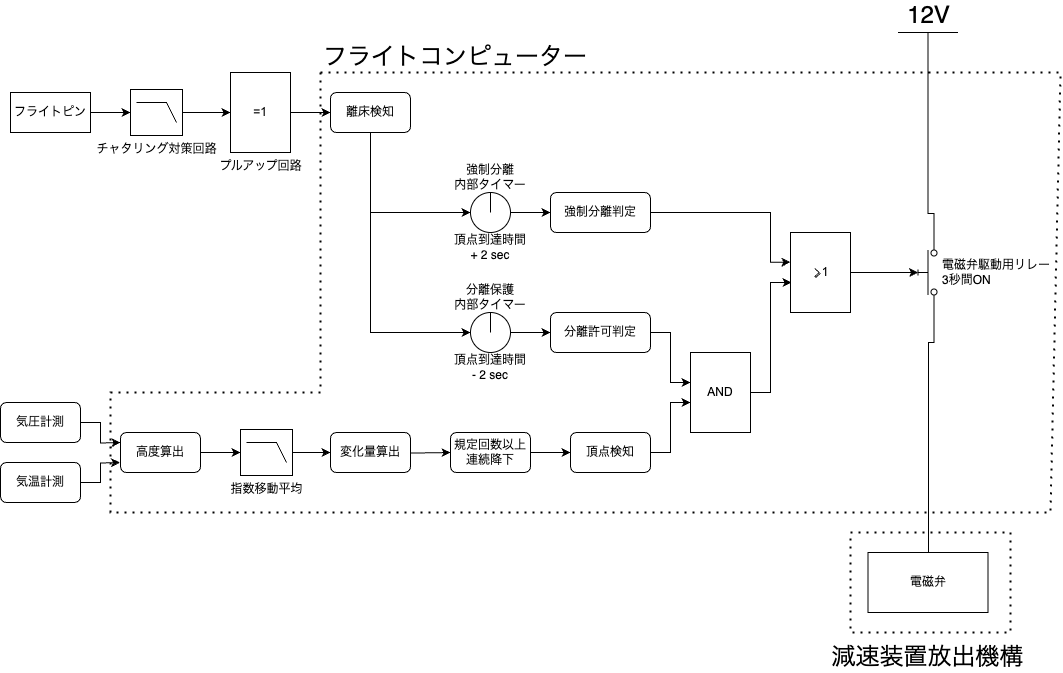 12V
フライトコンピューター
フライトピン
=1
離床検知
チャタリング対策回路
プルアップ回路
強制分離
内部タイマー
強制分離判定
頂点到達時間
+ 2 sec
≧1
電磁弁駆動用リレー
3秒間ON
分離保護
内部タイマー
分離許可判定
頂点到達時間
- 2 sec
AND
気圧計測
気温計測
高度算出
指数移動平均
変化量算出
規定回数以上
連続降下
頂点検知
電磁弁
減速装置放出機構